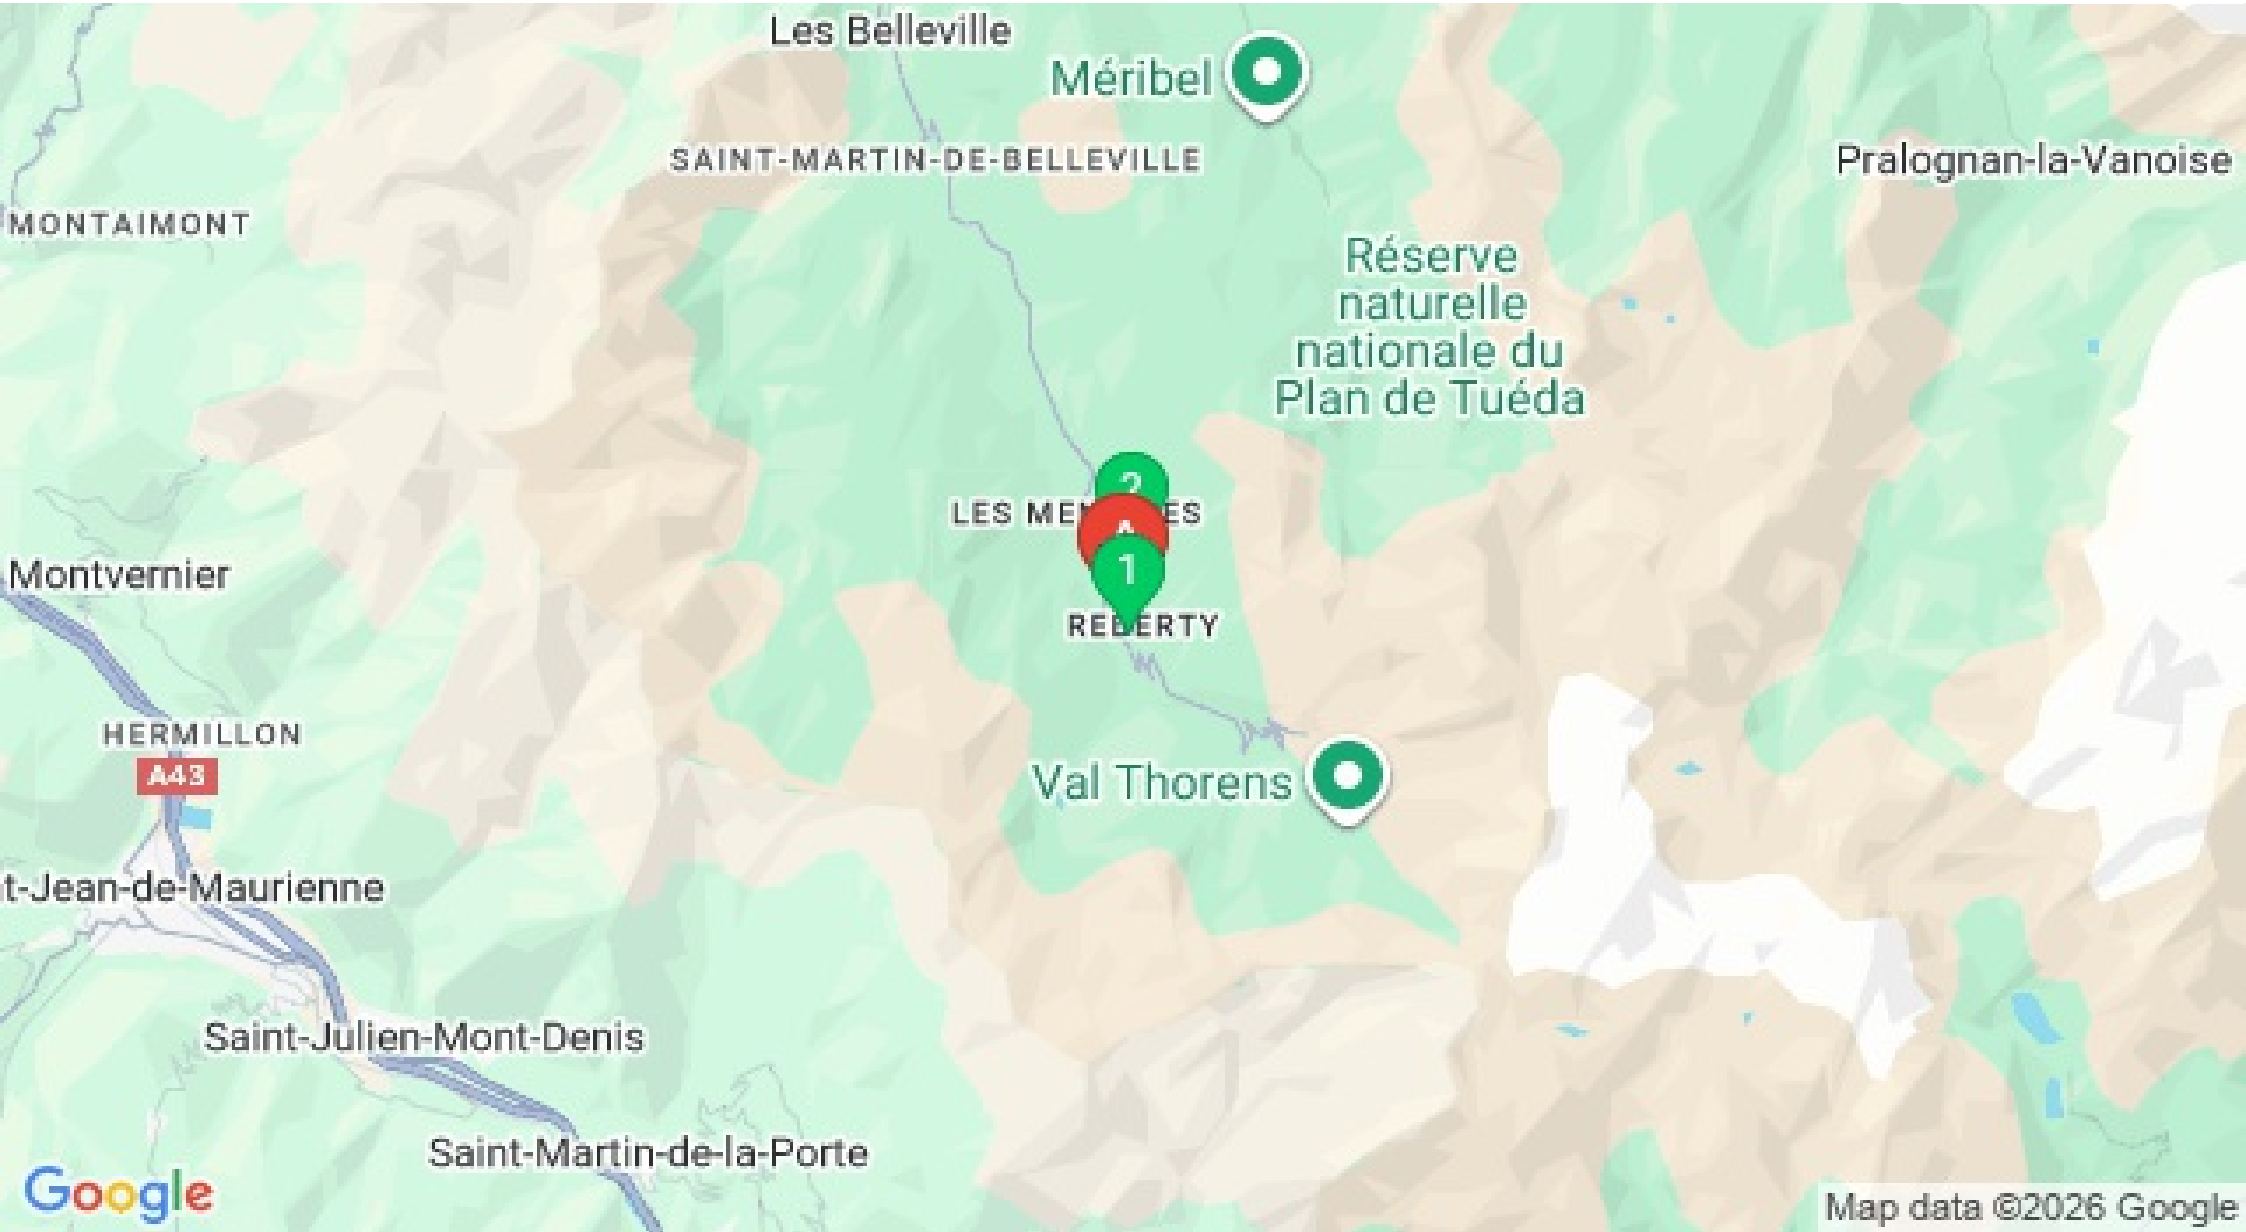 Les Belleville
Méribel
SAINT-MARTIN-DE-BELLEVILLE
Pralognan-la-Vanoise
MONTAIMONT
Réserve
naturelle
nationale du
Plan de Tuéda
2
LES
A
1
Montvernier
REBERTY
HERMILLON
A43
Val Thorens
t-Jean-de-Maurienne
Saint-Julien-Mont-Denis
Saint-Martin-de-la-Porte
Google
Map data ©2026 Google